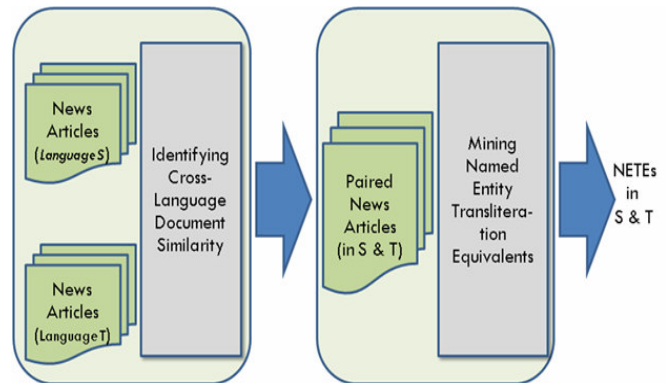 News
Articles
(Language S)
News
Articles
(Language T)
Identifying
Cross-
Language
Document
Similarity
Paired
News
Articles
(in S & T)
Mining
Named
Entity
Translitera-
tion
Equivalents
NETEs
in
S & T